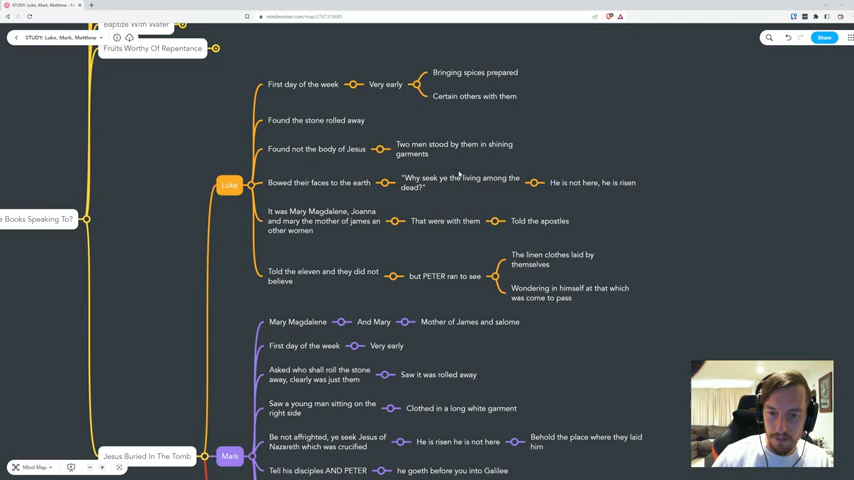 STUDY: Luke, Mark, Matthew - M
mindmeister.com/map/2767374685
STUDY: Luke, Mark, Matthew
Share
Baptize With Water
Fruits Worthy Of Repentance
e Books Speaking To?
Jesus Buried In The Tomb
Luke
First day of the week
Very early
Bringing spices prepared
Certain others with them
Found the stone rolled away
Found not the body of Jesus
Two men stood by them in shining
garments
Bowed their faces to the earth
"Why seek ye the living among the
dead?"
He is not here, he is risen
It was Mary Magdalene, Joanna
and mary the mother of james an
other women
That were with them
Told the apostles
Told the eleven and they did not
believe
but PETER ran to see
The linen clothes laid by
themselves
Wondering in himself at that which
was come to pass
Mark
Mary Magdalene
And Mary
Mother of James and salome
First day of the week
Very early
Asked who shall roll the stone
away, clearly was just them
Saw it was rolled away
Saw a young man sitting on the
right side
Clothed in a long white garment
Be not affrighted, ye seek Jesus of
Nazareth which was crucified
He is risen he is not here
Behold the place where they laid
him
Tell his disciples AND PETER
he goeth before you into Galilee
Mind Map